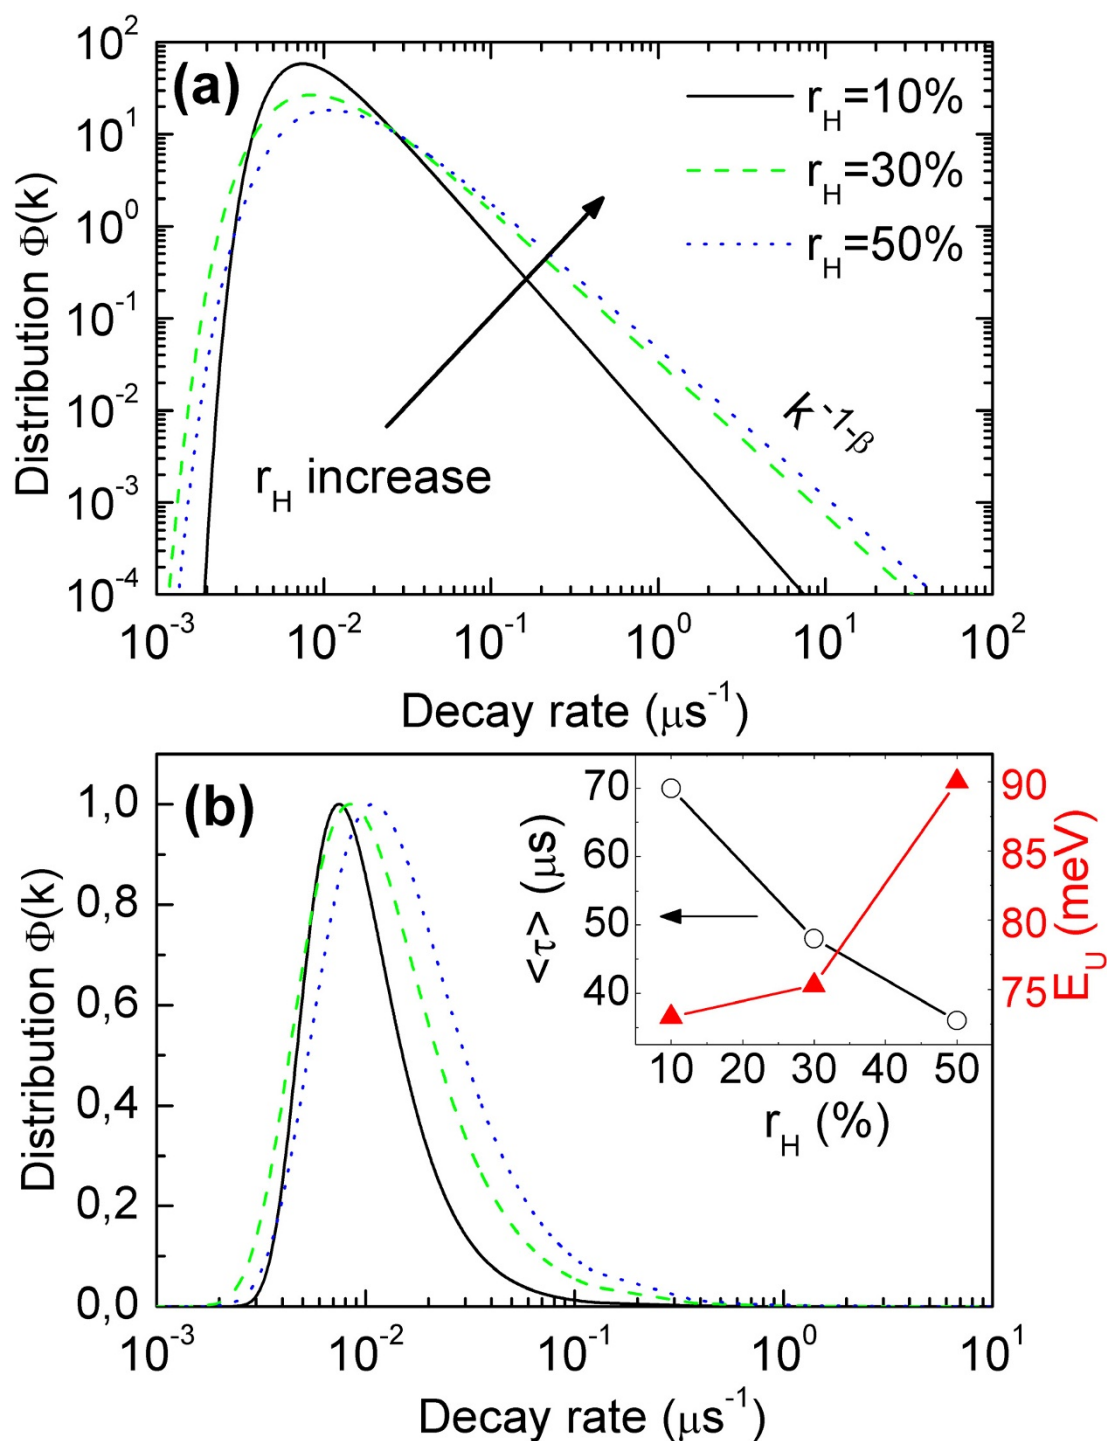 (a)
r_H=10%
r_H=30%
r_H=50%
Distribution Φ(k)
10^2
10^1
10^0
10^-1
10^-2
10^-3
10^-4
r_H increase
k^-1-β
10^-3 10^-2 10^-1 10^0 10^1 10^2
Decay rate (μs^-1)
(b)
Distribution Φ(k)
1,0
0,8
0,6
0,4
0,2
0,0
<τ> (μs)
70
60
50
40
90
85
80
75
E_U (meV)
10 20 30 40 50
r_H (%)
10^-3 10^-2 10^-1 10^0 10^1
Decay rate (μs^-1)